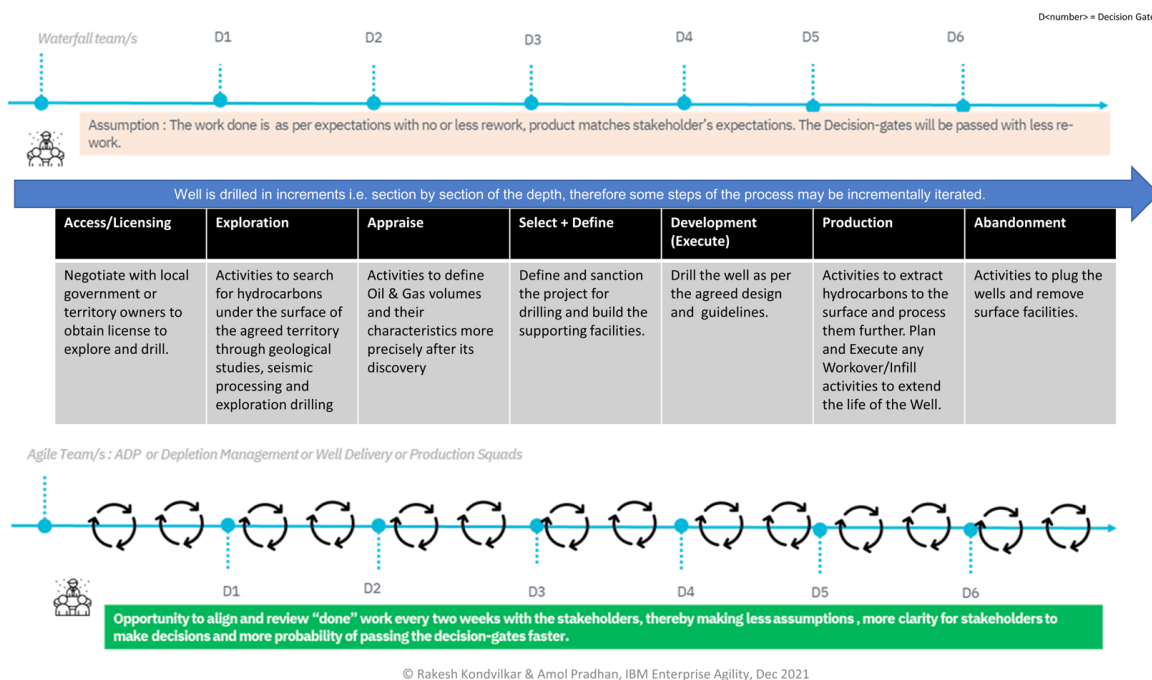 D<number> = Decision Gate
Waterfall team/s
D1
D2
D3
D4
D5
D6
Assumption : The work done is as per expectations with no or less rework, product matches stakeholder's expectations. The Decision-gates will be passed with less re-
work.
Well is drilled in increments i.e. section by section of the depth, therefore some steps of the process may be incrementally iterated.
Access/Licensing
Exploration
Appraise
Select + Define
Development
(Execute)
Production
Abandonment
Negotiate with local
government or
territory owners to
obtain license to
explore and drill.
Activities to search
for hydrocarbons
under the surface of
the agreed territory
through geological
studies, seismic
processing and
exploration drilling
Activities to define
Oil & Gas volumes
and their
characteristics more
precisely after its
discovery
Define and sanction
the project for
drilling and build the
supporting facilities.
Drill the well as per
the agreed design
and guidelines.
Activities to extract
hydrocarbons to the
surface and process
them further. Plan
and Execute any
Workover/Infill
activities to extend
the life of the Well.
Activities to plug the
wells and remove
surface facilities.
Agile Team/s : ADP or Depletion Management or Well Delivery or Production Squads
D1
D2
D3
D4
D5
D6
Opportunity to align and review “done” work every two weeks with the stakeholders, thereby making less assumptions , more clarity for stakeholders to
make decisions and more probability of passing the decision-gates faster.
© Rakesh Kondvilkar & Amol Pradhan, IBM Enterprise Agility, Dec 2021